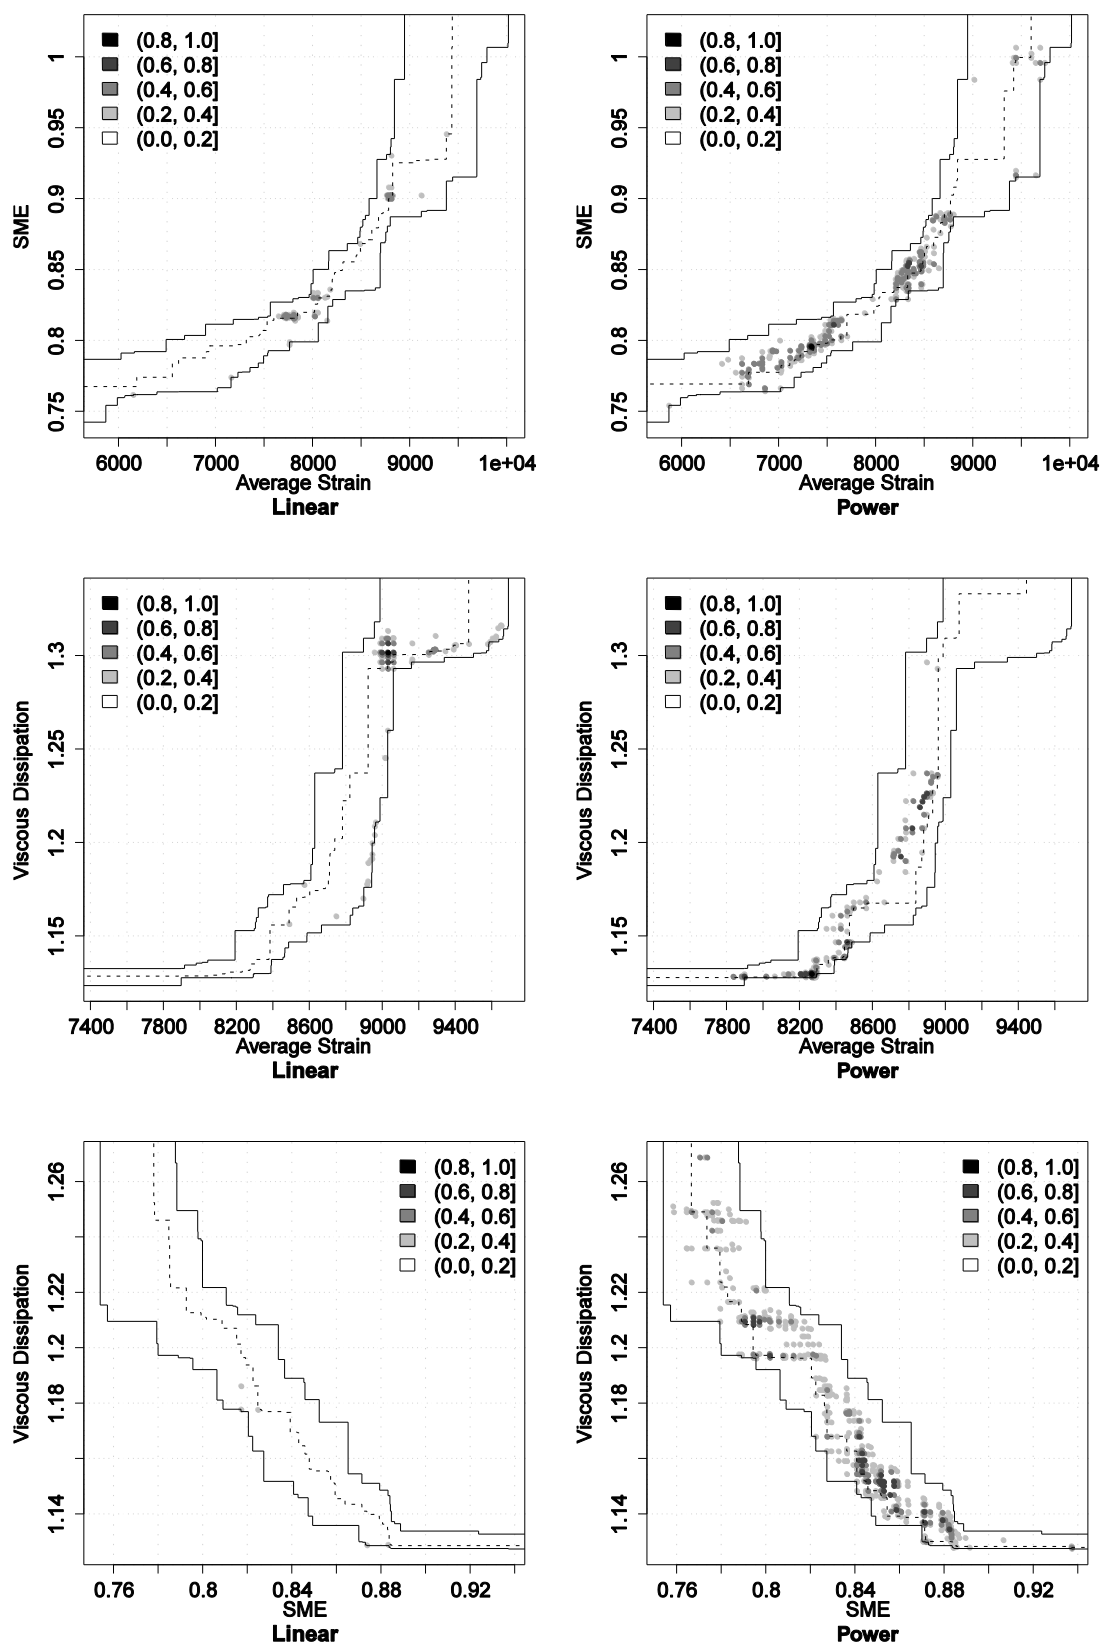 (0.8, 1.0]
(0.6, 0.8]
(0.4, 0.6]
(0.2, 0.4]
(0.0, 0.2]
SME
0.75
0.8
0.85
0.9
0.95
1
6000 7000 8000 9000 1e+04
Average Strain
Linear
(0.8, 1.0]
(0.6, 0.8]
(0.4, 0.6]
(0.2, 0.4]
(0.0, 0.2]
SME
0.75
0.8
0.85
0.9
0.95
1
6000 7000 8000 9000 1e+04
Average Strain
Power
(0.8, 1.0]
(0.6, 0.8]
(0.4, 0.6]
(0.2, 0.4]
(0.0, 0.2]
Viscous Dissipation
1.15
1.2
1.25
1.3
7400 7800 8200 8600 9000 9400
Average Strain
Linear
(0.8, 1.0]
(0.6, 0.8]
(0.4, 0.6]
(0.2, 0.4]
(0.0, 0.2]
Viscous Dissipation
1.15
1.2
1.25
1.3
7400 7800 8200 8600 9000 9400
Average Strain
Power
(0.8, 1.0]
(0.6, 0.8]
(0.4, 0.6]
(0.2, 0.4]
(0.0, 0.2]
Viscous Dissipation
1.14
1.18
1.2
1.22
1.26
0.76 0.8 0.84 0.88 0.92
SME
Linear
(0.8, 1.0]
(0.6, 0.8]
(0.4, 0.6]
(0.2, 0.4]
(0.0, 0.2]
Viscous Dissipation
1.14
1.18
1.2
1.22
1.26
0.76 0.8 0.84 0.88 0.92
SME
Power